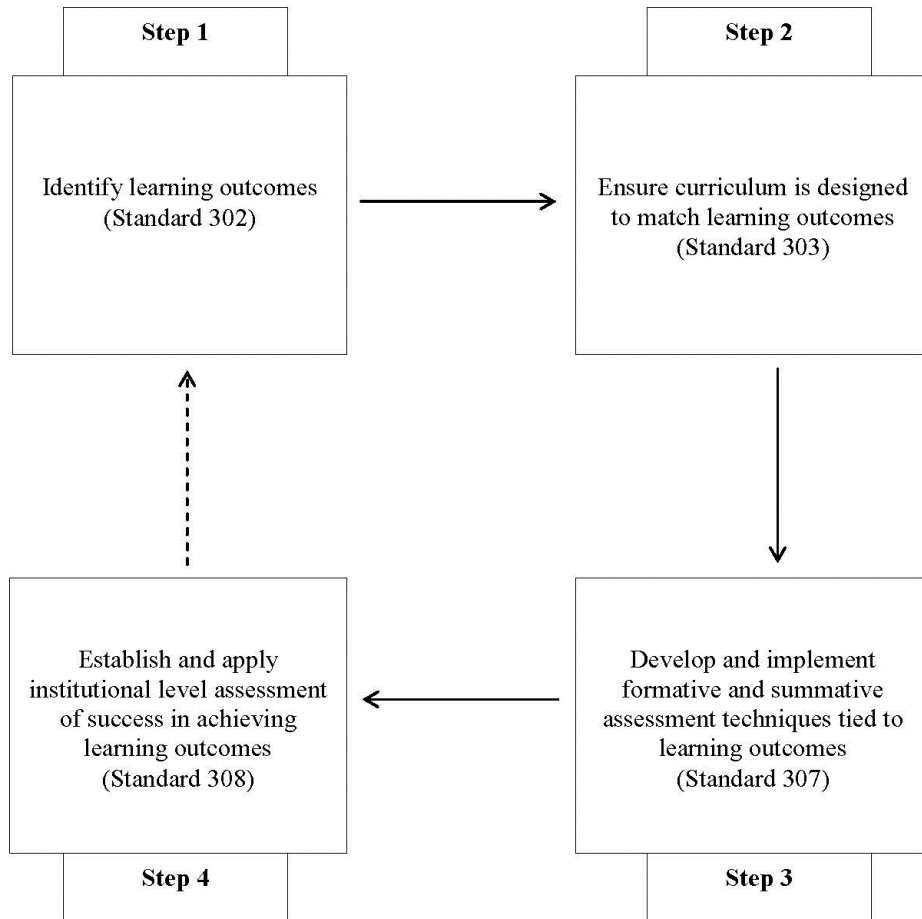 Step 1
Identify learning outcomes
(Standard 302)
Step 2
Ensure curriculum is designed
to match learning outcomes
(Standard 303)
Establish and apply
institutional level assessment
of success in achieving
learning outcomes
(Standard 308)
Step 4
Develop and implement
formative and summative
assessment techniques tied to
learning outcomes
(Standard 307)
Step 3